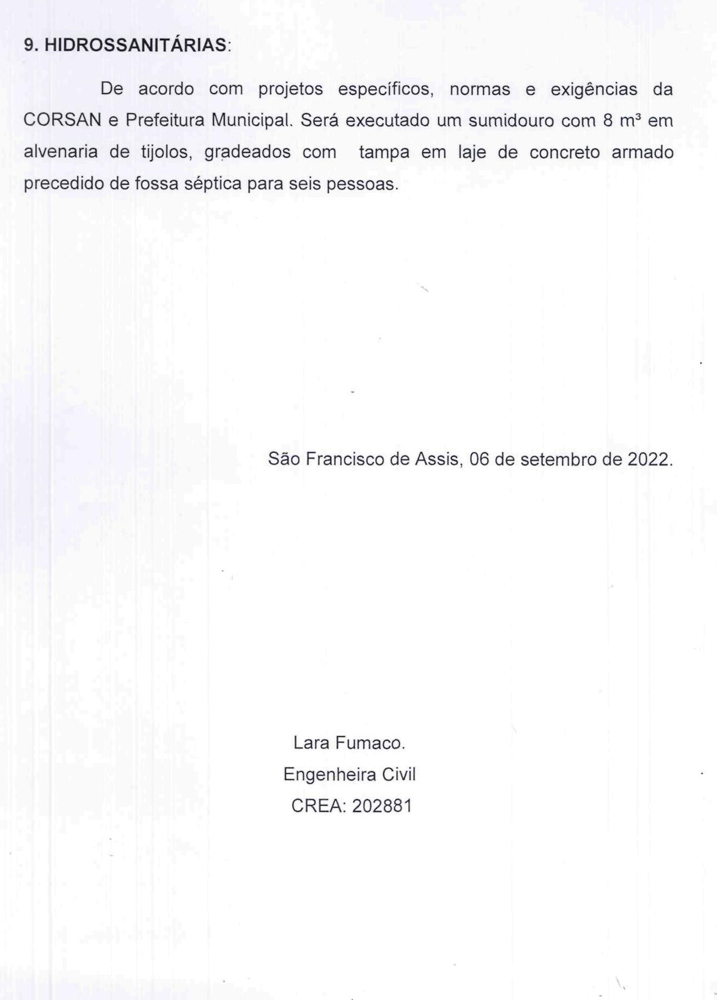 9. HIDROSSANITÁRIAS:
De acordo com projetos específicos, normas e exigências da
CORSAN e Prefeitura Municipal. Será executado um sumidouro com 8 m³ em
alvenaria de tijolos, gradeados com tampa em laje de concreto armado
precedido de fossa séptica para seis pessoas.
São Francisco de Assis, 06 de setembro de 2022.
Lara Fumaco.
Engenheira Civil
CREA: 202881